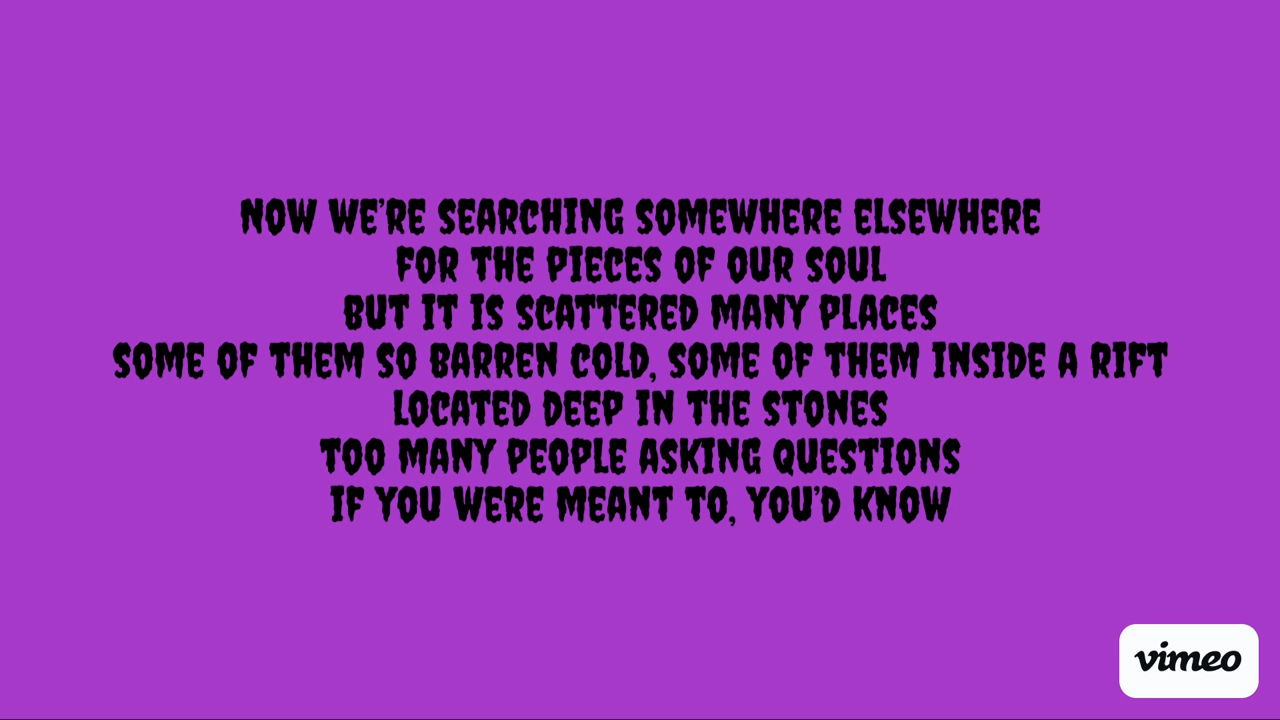 NOW WE'RE SEARCHING SOMEWHERE ELSEWHERE
FOR THE PIECES OF OUR SOUL
BUT IT IS SCATTERED MANY PLACES
SOME OF THEM SO BARREN COLD, SOME OF THEM INSIDE A RIFT
LOCATED DEEP IN THE STONES
TOO MANY PEOPLE ASKING QUESTIONS
IF YOU WERE MEANT TO, YOU'D KNOW
vimeo